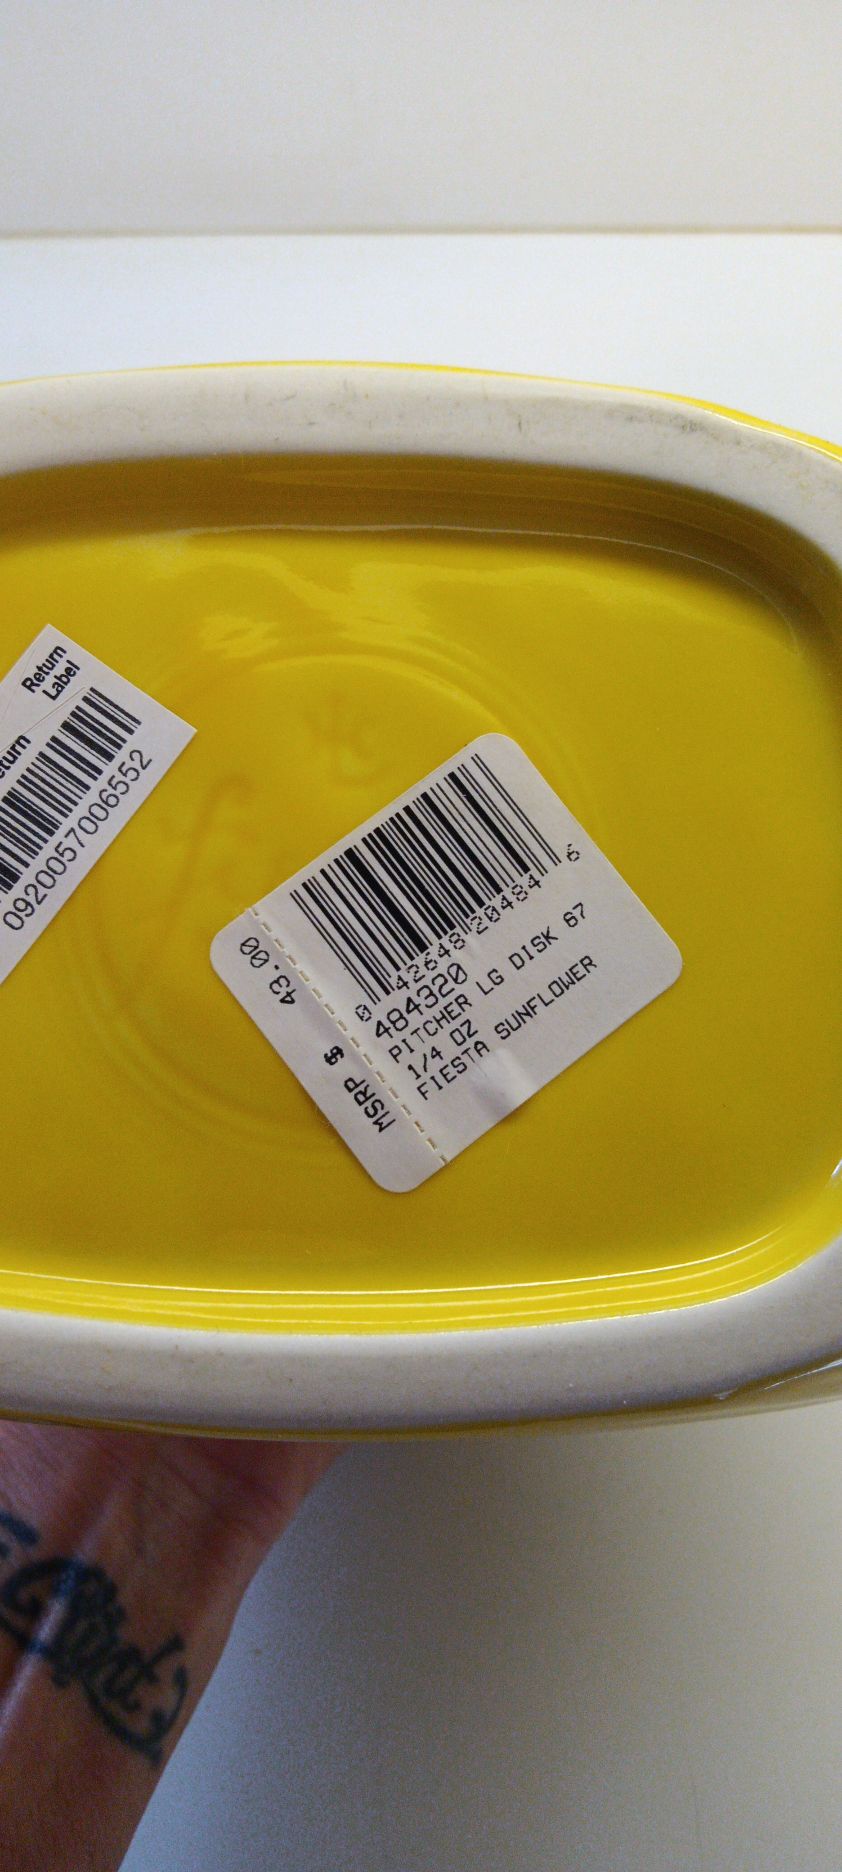 Return
Label
eturn
0920057006552
0 42648 20484 6
484320
PITCHER LG DISK 67
1/4 OZ
FIESTA SUNFLOWER
MSRP $ 43.00